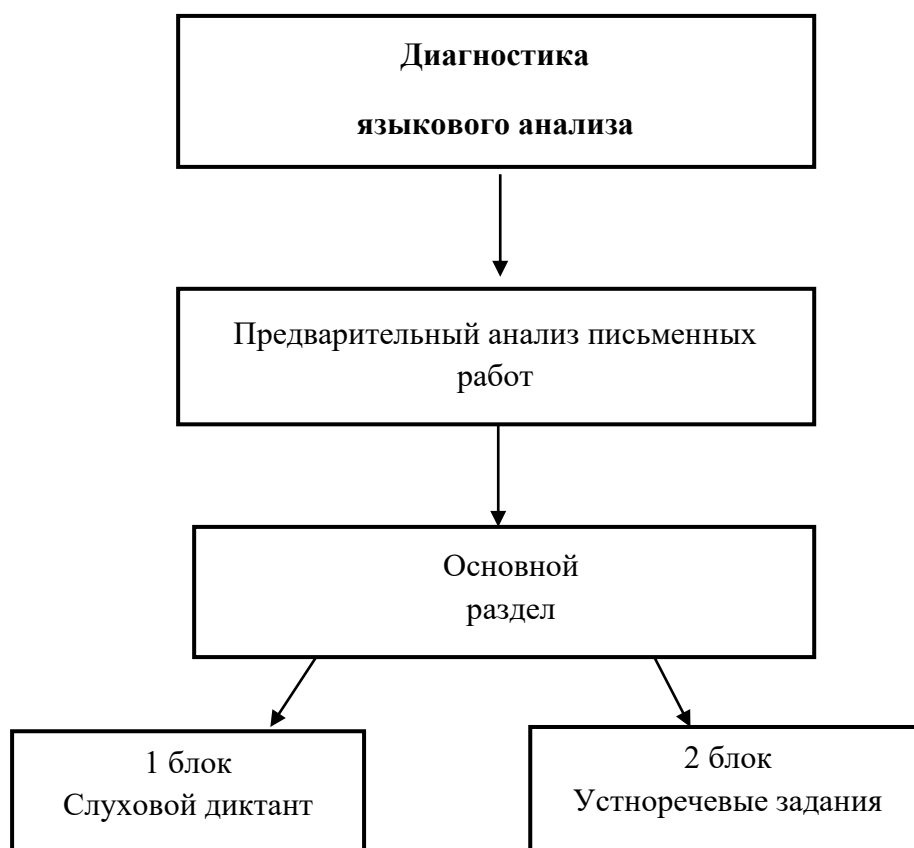 Диагностика
языкового анализа
Предварительный анализ письменных
работ
Основной
раздел
1 блок
Слуховой диктант
2 блок
Устноречевые задания